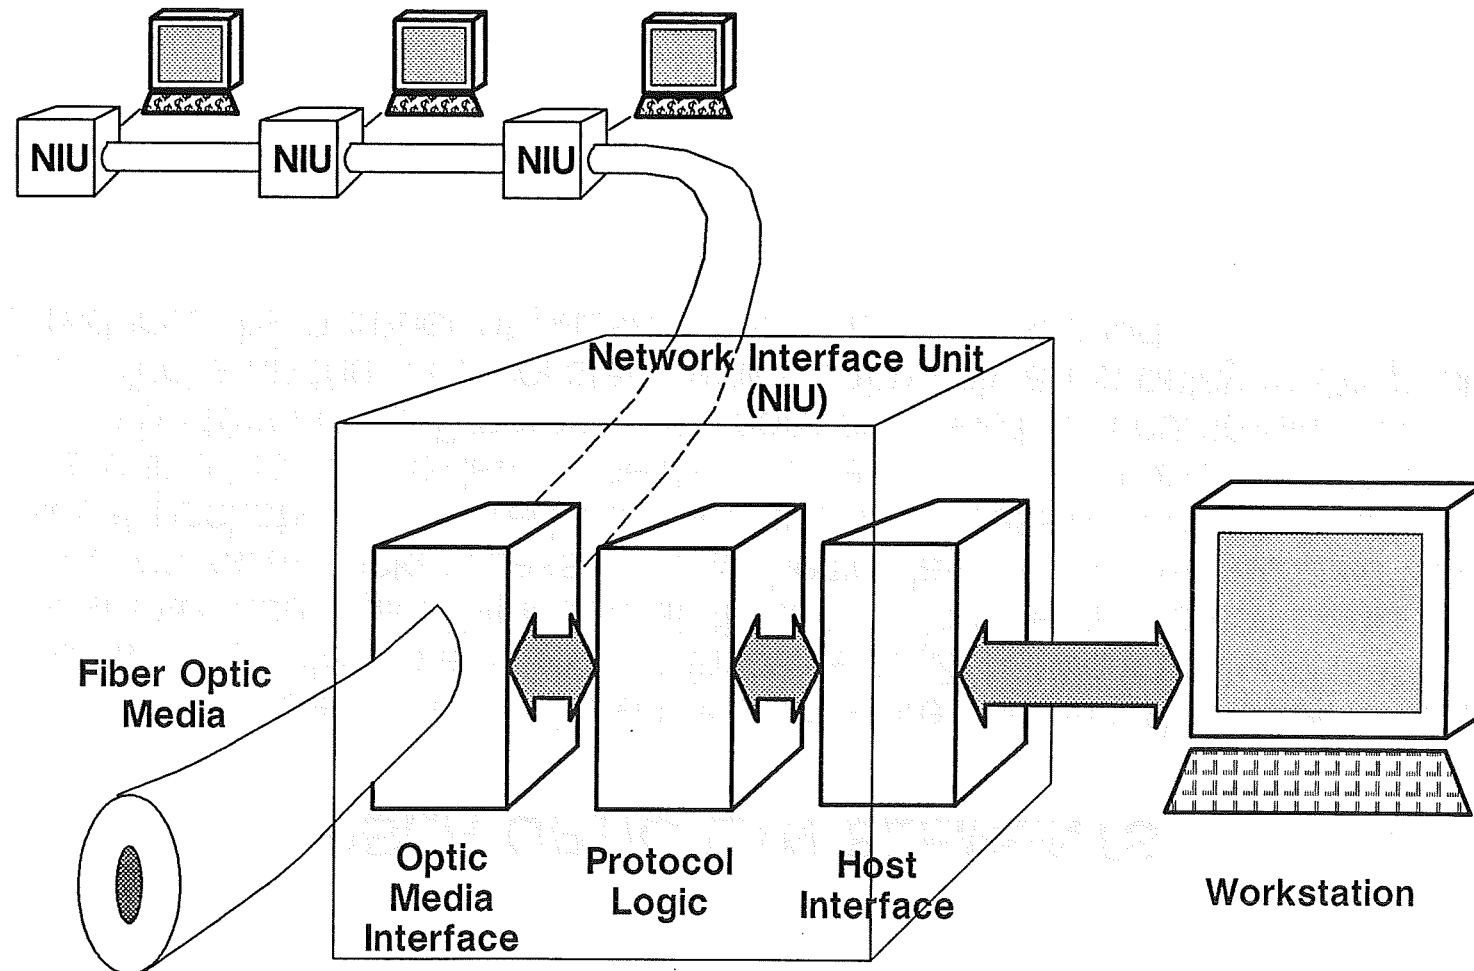 NIU
NIU
NIU
Network Interface Unit
(NIU)
Fiber Optic
Media
Optic
Media
Interface
Protocol
Logic
Host
Interface
Workstation